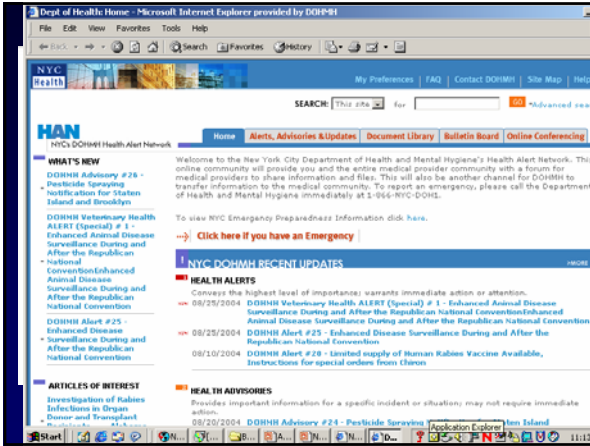 Dept of Health: Home - Microsoft Internet Explorer provided by DOHMH
File Edit View Favorites Tools Help
Back Search Favorites History
NYC
Health
My Preferences | FAQ | Contact DOHMH | Site Map | Help
SEARCH: This site for GO Advanced sea
HAN
NYC's DOHMH Health Alert Network
Home Alerts, Advisories & Updates Document Library Bulletin Board Online Conferencing
WHAT'S NEW
DOHMH Advisory #26 -
Pesticide Spraying
Notification for Staten
Island and Brooklyn
DOHMH Veterinary Health
ALERT (Special) # 1 -
Enhanced Animal Disease
Surveillance During and
After the Republican
National
ConventionEnhanced
Animal Disease
Surveillance During and
After the Republican
National Convention
DOHMH Alert #25 -
Enhanced Disease
Surveillance During and
After the Republican
National Convention
ARTICLES OF INTEREST
Investigation of Rabies
Infections in Organ
Donor and Transplant
Welcome to the New York City Department of Health and Mental Hygiene's Health Alert Network. This
online community will provide you and the entire medical provider community with a forum for
medical providers to share information and files. This will also be another channel for DOHMH to
transfer information to the medical community. To report an emergency, please call the Department
of Health and Mental Hygiene immediately at 1-866-NYC-DOH1.
To view NYC Emergency Preparedness Information click here.
Click here if you have an Emergency
NYC DOHMH RECENT UPDATES
MORE
HEALTH ALERTS
Conveys the highest level of importance; warrants immediate action or attention.
08/25/2004 DOHMH Veterinary Health ALERT (Special) # 1 - Enhanced Animal Disease
Surveillance During and After the Republican National ConventionEnhanced
Animal Disease Surveillance During and After the Republican National Convention
08/25/2004 DOHMH Alert #25 - Enhanced Disease Surveillance During and After the
Republican National Convention
08/10/2004 DOHMH Alert #20 - Limited supply of Human Rabies Vaccine Available,
Instructions for special orders from Chiron
HEALTH ADVISORIES
Provides important information for a specific incident or situation; may not require immediate
action.
08/20/2004 DOHMH Advisory #24 - Pesticide Spraying
Application Explorer
Start